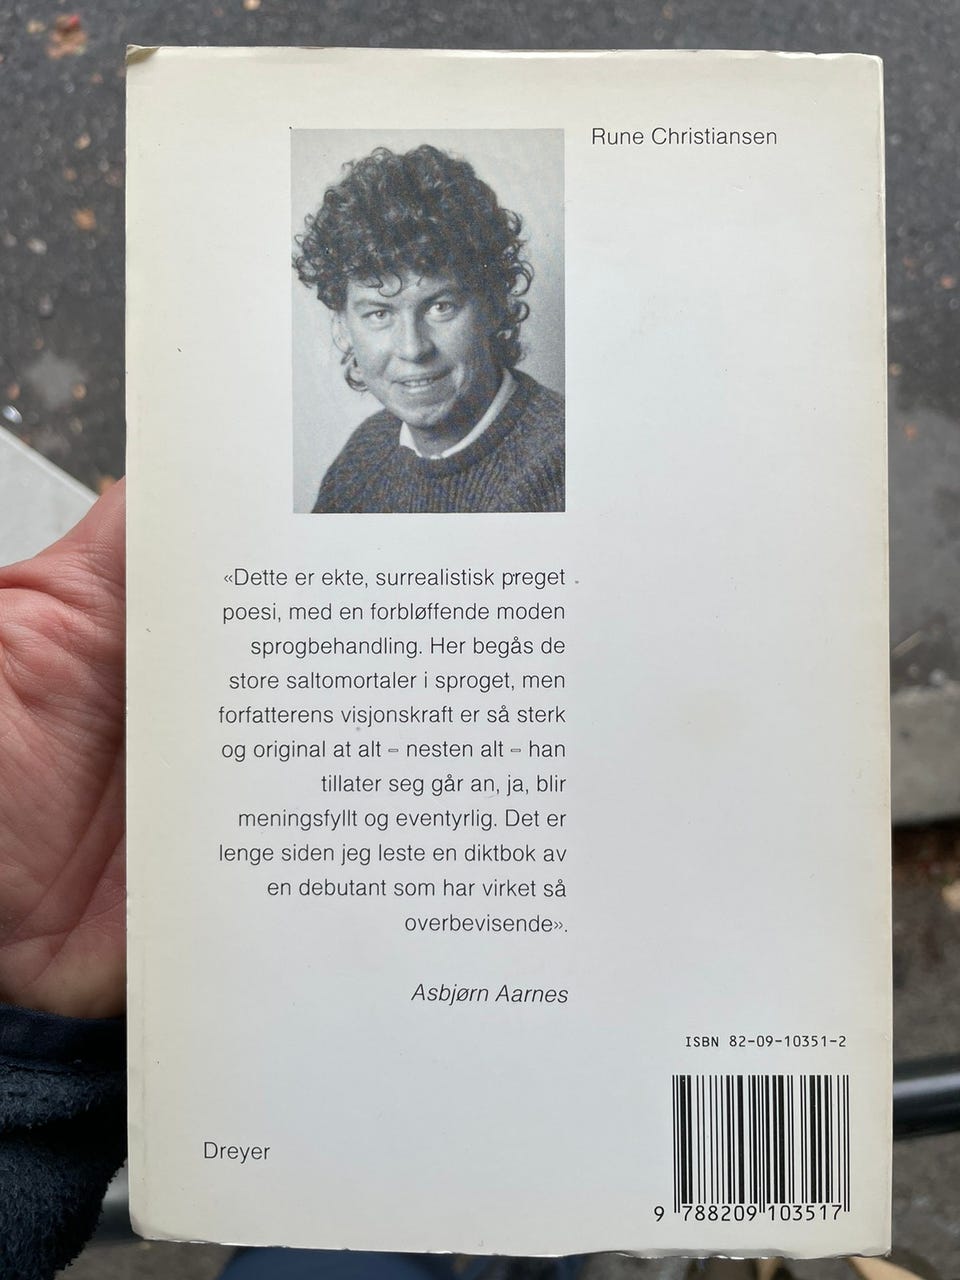 Rune Christiansen
«Dette er ekte, surrealistisk preget
poesi, med en forbløffende moden
sprogbehandling. Her begås de
store saltomortaler i sproget, men
forfatterens visjonskraft er så sterk
og original at alt – nesten alt – han
tillater seg går an, ja, blir
meningsfyllt og eventyrlig. Det er
lenge siden jeg leste en diktbok av
en debutant som har virket så
overbevisende».
Asbjørn Aarnes
ISBN 82-09-10351-2
Dreyer
9 788209 103517